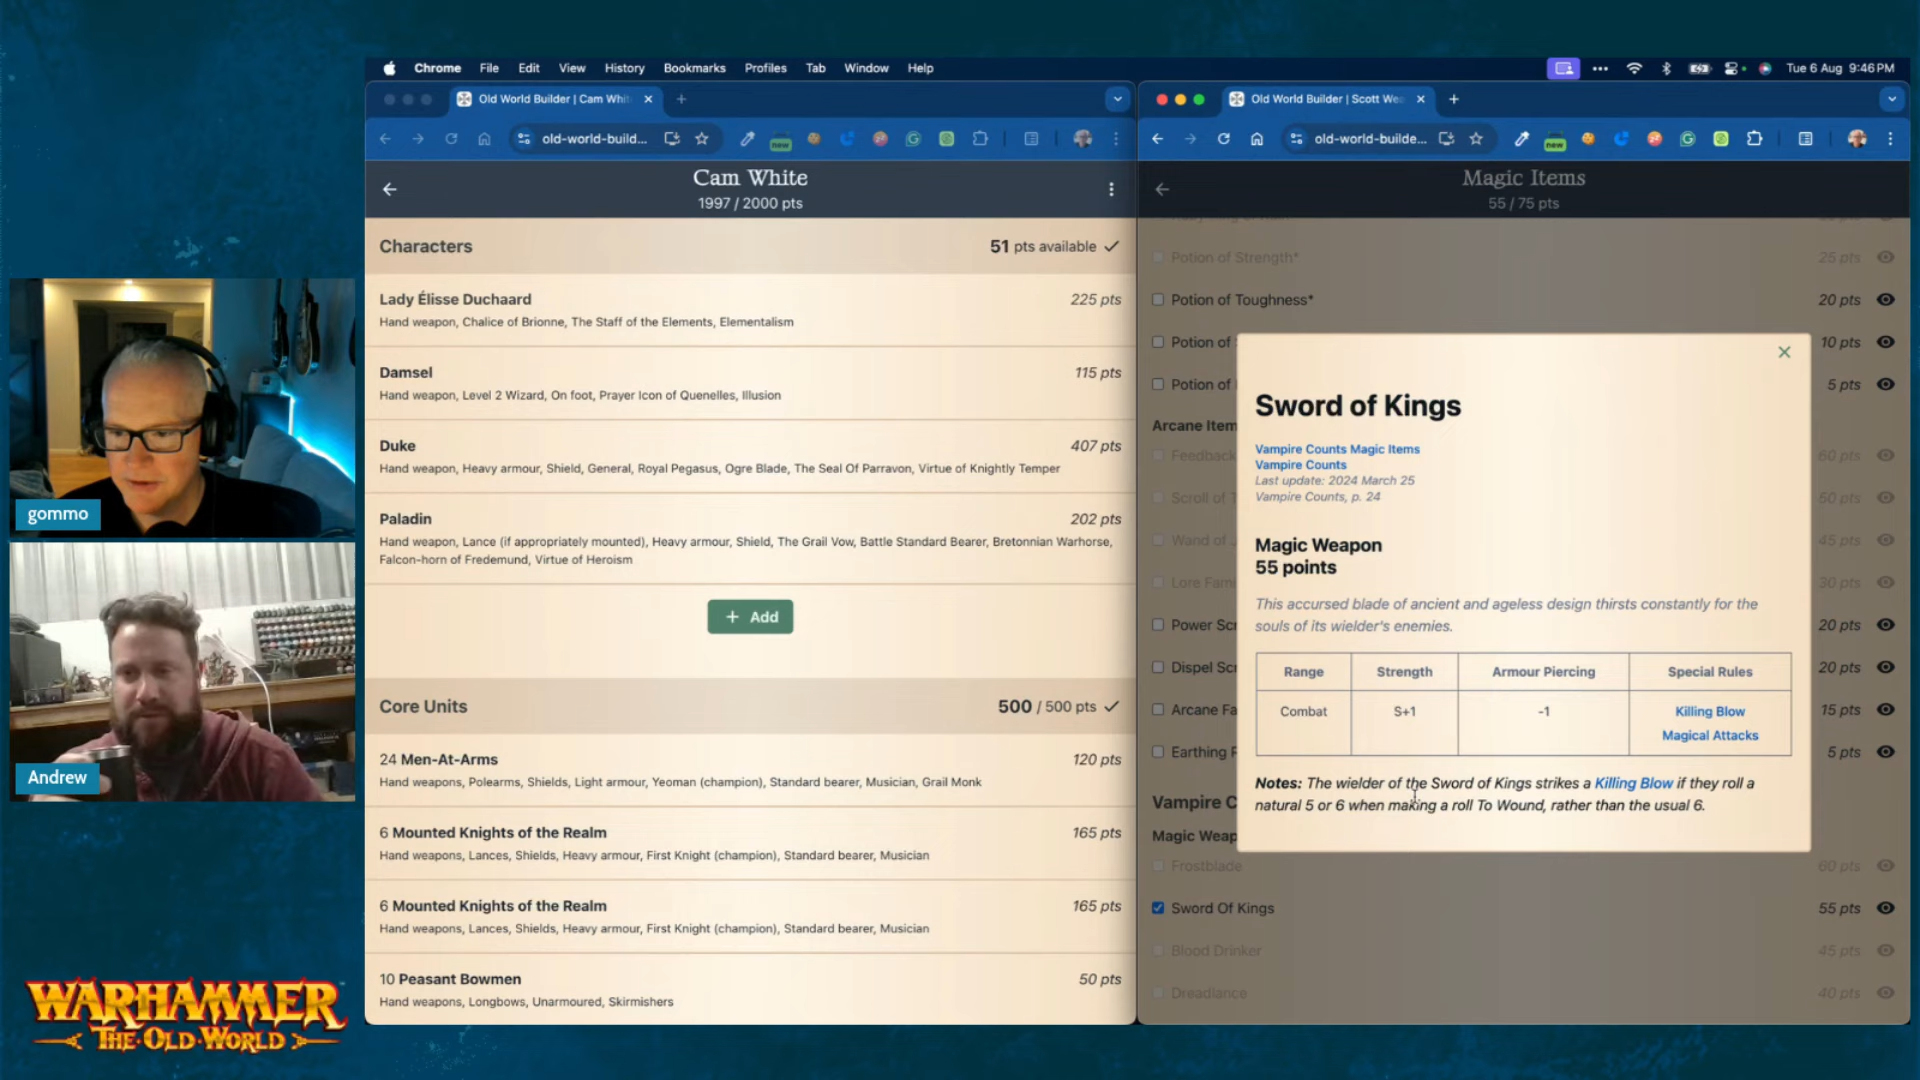 Chrome File Edit View History Bookmarks Profiles Tab Window Help
Tue 6 Aug 9:46 PM
Old World Builder | Cam Whit
old-world-build...
new
Cam White
1997 / 2000 pts
Characters
51 pts available
Lady Élisse Duchaard
225 pts
Hand weapon, Chalice of Brionne, The Staff of the Elements, Elementalism
Damsel
115 pts
Hand weapon, Level 2 Wizard, On foot, Prayer Icon of Quenelles, Illusion
Duke
407 pts
Hand weapon, Heavy armour, Shield, General, Royal Pegasus, Ogre Blade, The Seal Of Parravon, Virtue of Knightly Temper
Paladin
202 pts
Hand weapon, Lance (if appropriately mounted), Heavy armour, Shield, The Grail Vow, Battle Standard Bearer, Bretonnian Warhorse,
Falcon-horn of Fredemund, Virtue of Heroism
+ Add
Core Units
500 / 500 pts
24 Men-At-Arms
120 pts
Hand weapons, Polearms, Shields, Light armour, Yeoman (champion), Standard bearer, Musician, Grail Monk
6 Mounted Knights of the Realm
165 pts
Hand weapons, Lances, Shields, Heavy armour, First Knight (champion), Standard bearer, Musician
6 Mounted Knights of the Realm
165 pts
Hand weapons, Lances, Shields, Heavy armour, First Knight (champion), Standard bearer, Musician
10 Peasant Bowmen
50 pts
Hand weapons, Longbows, Unarmoured, Skirmishers
Old World Builder | Scott Wea
old-world-builde...
new
Magic Items
55 / 75 pts
Potion of Strength*
25 pts
Potion of Toughness*
20 pts
Potion of
10 pts
Potion of
5 pts
Arcane Item
Feedback
60 pts
Scroll of T
50 pts
Wand of
45 pts
Lore Fami
30 pts
Power Scr
20 pts
Dispel Scr
20 pts
Arcane Fa
15 pts
Earthing
5 pts
Vampire C
Magic Weap
Frostblade
60 pts
Sword Of Kings
55 pts
Blood Drinker
45 pts
Dreadlance
40 pts
Sword of Kings
Vampire Counts Magic Items
Vampire Counts
Last update: 2024 March 25
Vampire Counts, p. 24
Magic Weapon
55 points
This accursed blade of ancient and ageless design thirsts constantly for the
souls of its wielder's enemies.
Range Strength Armour Piercing Special Rules
Combat S+1 -1 Killing Blow
Magical Attacks
Notes: The wielder of the Sword of Kings strikes a Killing Blow if they roll a
natural 5 or 6 when making a roll To Wound, rather than the usual 6.
gommo
Andrew
WARHAMMER
THE OLD WORLD